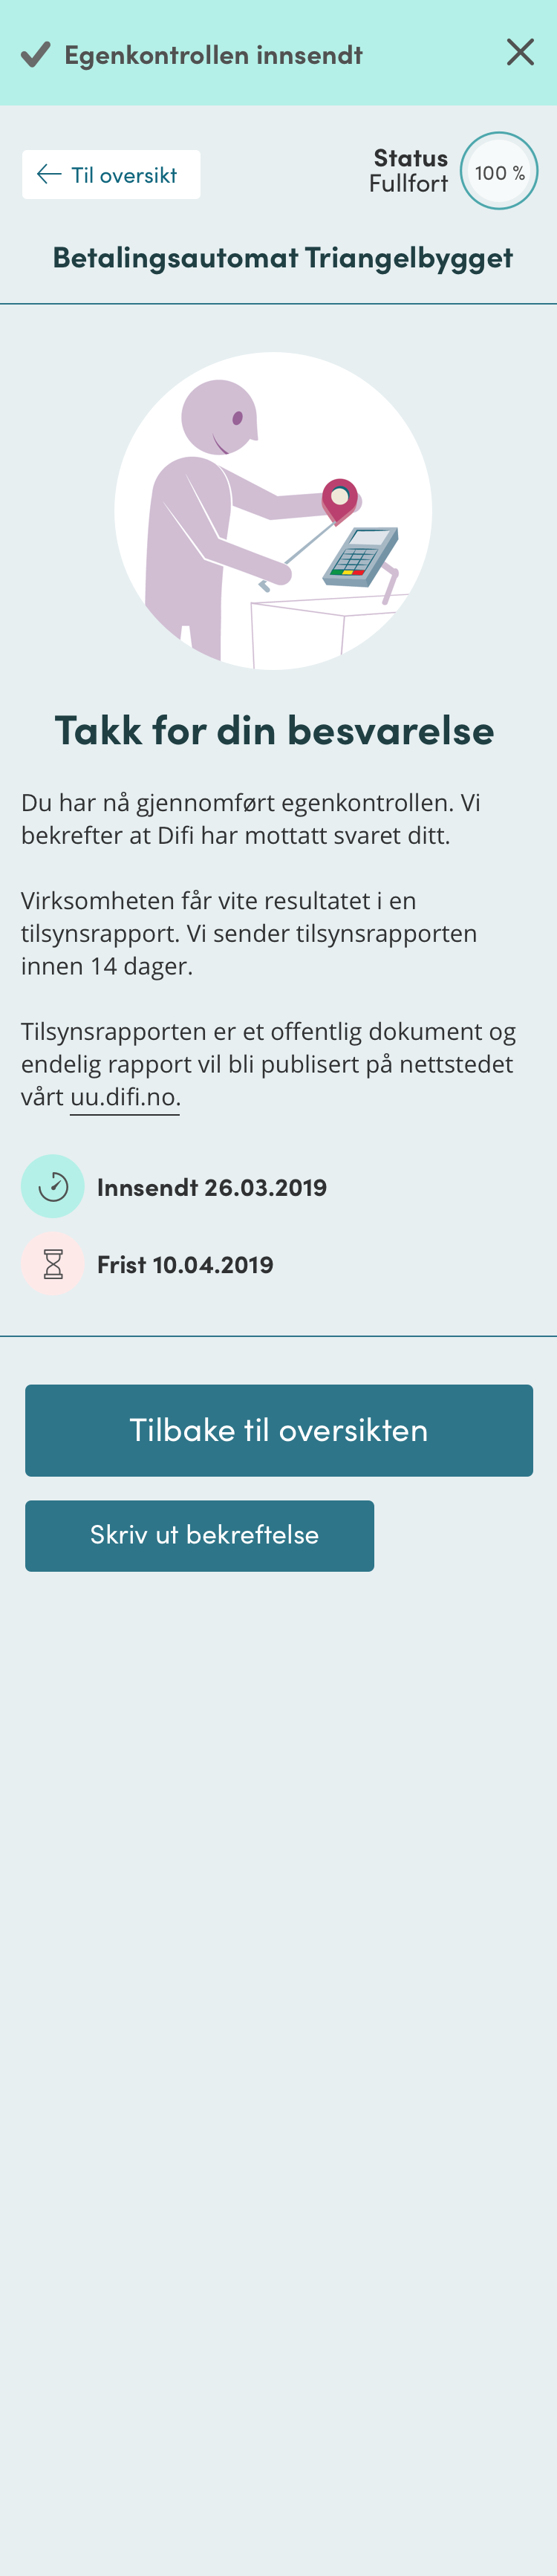 Egenkontrollen innsendt
Til oversikt
Status
Fullfort
100 %
Betalingsautomat Triangelbygget
Takk for din besvarelse
Du har nå gjennomført egenkontrollen. Vi
bekrefter at Difi har mottatt svaret ditt.
Virksomheten får vite resultatet i en
tilsynsrapport. Vi sender tilsynsrapporten
innen 14 dager.
Tilsynsrapporten er et offentlig dokument og
endelig rapport vil bli publisert på nettstedet
vårt uu.difi.no.
Innsendt 26.03.2019
Frist 10.04.2019
Tilbake til oversikten
Skriv ut bekreftelse